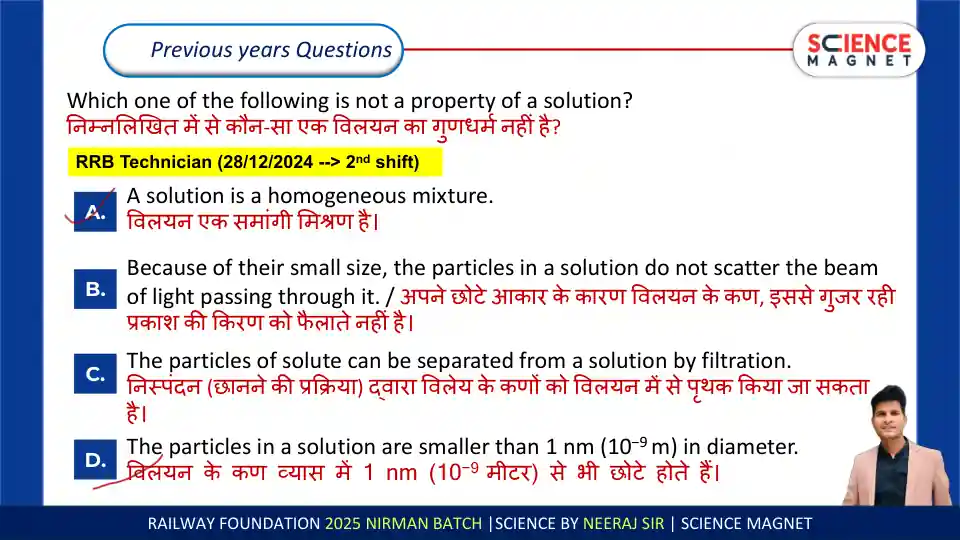 Previous years Questions
SCIENCE
MAGNET
Which one of the following is not a property of a solution?
निम्नलिखित में से कौन-सा एक विलयन का गुणधर्म नहीं है?
RRB Technician (28/12/2024 --> 2nd shift)
A. A solution is a homogeneous mixture.
विलयन एक समांगी मिश्रण है।
B. Because of their small size, the particles in a solution do not scatter the beam
of light passing through it. / अपने छोटे आकार के कारण विलयन के कण, इससे गुजर रही
प्रकाश की किरण को फैलाते नहीं है।
C. The particles of solute can be separated from a solution by filtration.
निस्पंदन (छानने की प्रक्रिया) द्वारा विलेय के कणों को विलयन में से पृथक किया जा सकता
है।
D. The particles in a solution are smaller than 1 nm (10⁻⁹ m) in diameter.
विलयन के कण व्यास में 1 nm (10⁻⁹ मीटर) से भी छोटे होते हैं।
RAILWAY FOUNDATION 2025 NIRMAN BATCH |SCIENCE BY NEERAJ SIR | SCIENCE MAGNET